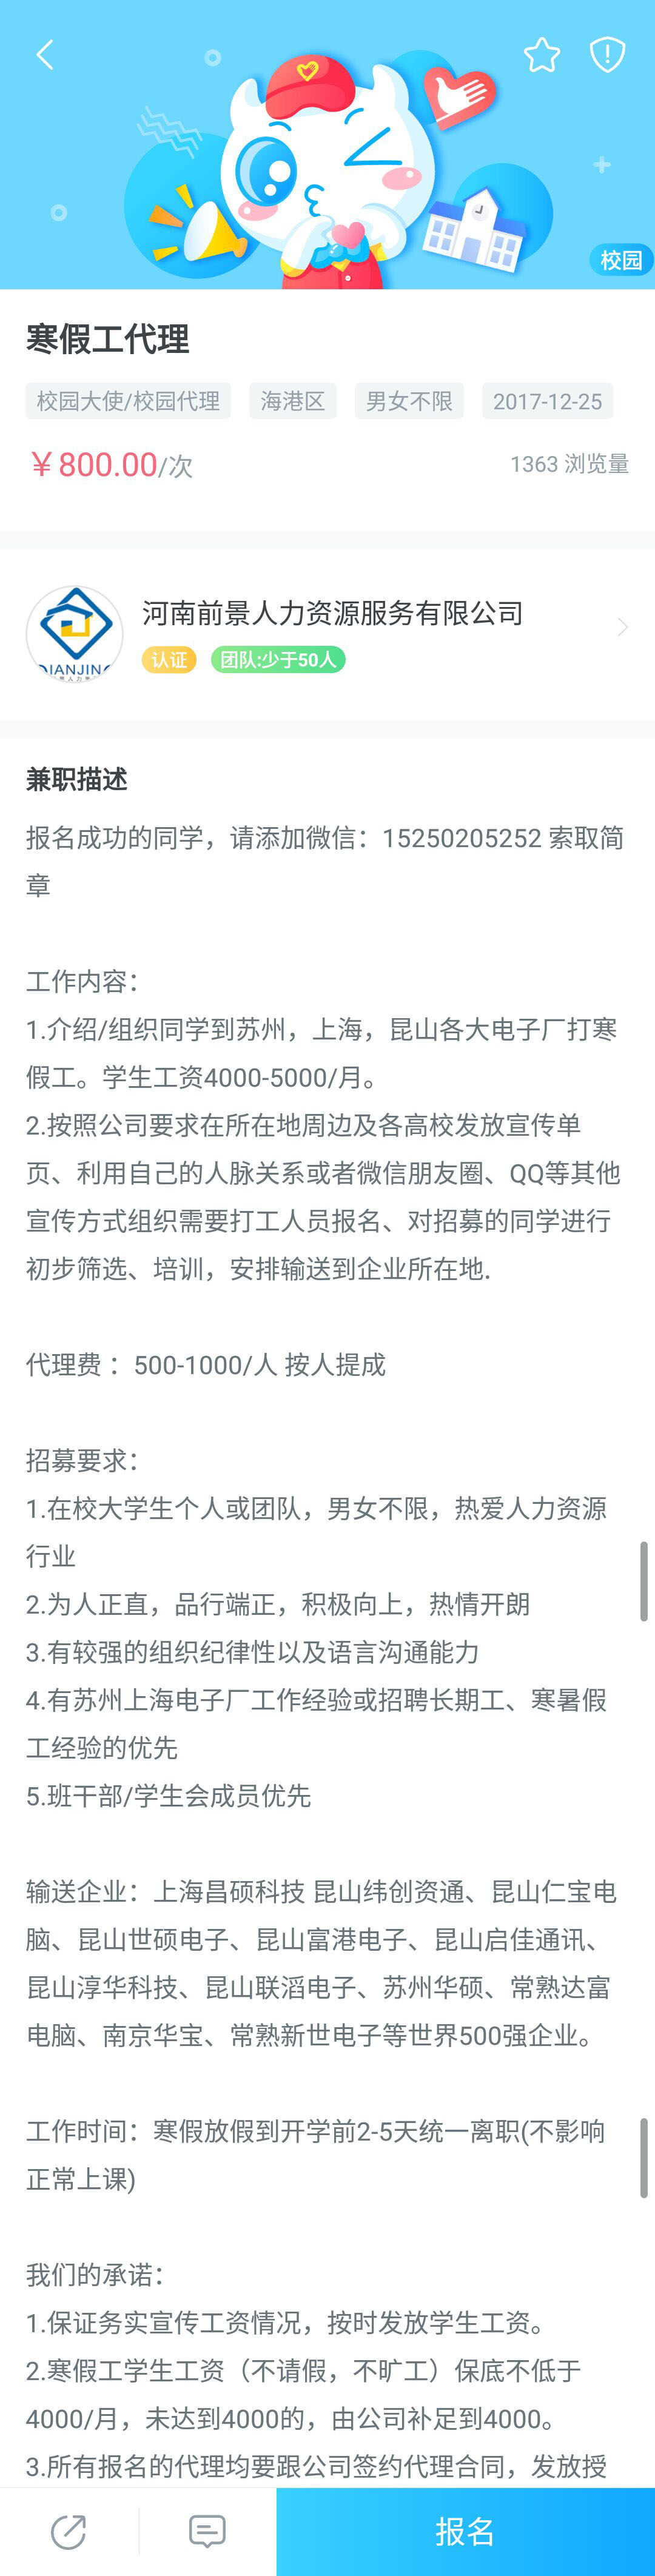 校园
寒假工代理
校园大使/校园代理 海港区 男女不限 2017-12-25
￥800.00/次 1363 浏览量
河南前景人力资源服务有限公司
认证 团队:少于50人
兼职描述
报名成功的同学，请添加微信：15250205252 索取简
章
工作内容：
1.介绍/组织同学到苏州，上海，昆山各大电子厂打寒
假工。学生工资4000-5000/月。
2.按照公司要求在所在地周边及各高校发放宣传单
页、利用自己的人脉关系或者微信朋友圈、QQ等其他
宣传方式组织需要打工人员报名、对招募的同学进行
初步筛选、培训，安排输送到企业所在地.
代理费 ： 500-1000/人 按人提成
招募要求：
1.在校大学生个人或团队，男女不限，热爱人力资源
行业
2.为人正直，品行端正，积极向上，热情开朗
3.有较强的组织纪律性以及语言沟通能力
4.有苏州上海电子厂工作经验或招聘长期工、寒暑假
工经验的优先
5.班干部/学生会成员优先
输送企业：上海昌硕科技 昆山纬创资通、昆山仁宝电
脑、昆山世硕电子、昆山富港电子、昆山启佳通讯、
昆山淳华科技、昆山联滔电子、苏州华硕、常熟达富
电脑、南京华宝、常熟新世电子等世界500强企业。
工作时间：寒假放假到开学前2-5天统一离职(不影响
正常上课)
我们的承诺：
1.保证务实宣传工资情况，按时发放学生工资。
2.寒假工学生工资（不请假，不旷工）保底不低于
4000/月，未达到4000的，由公司补足到4000。
3.所有报名的代理均要跟公司签约代理合同，发放授
报名